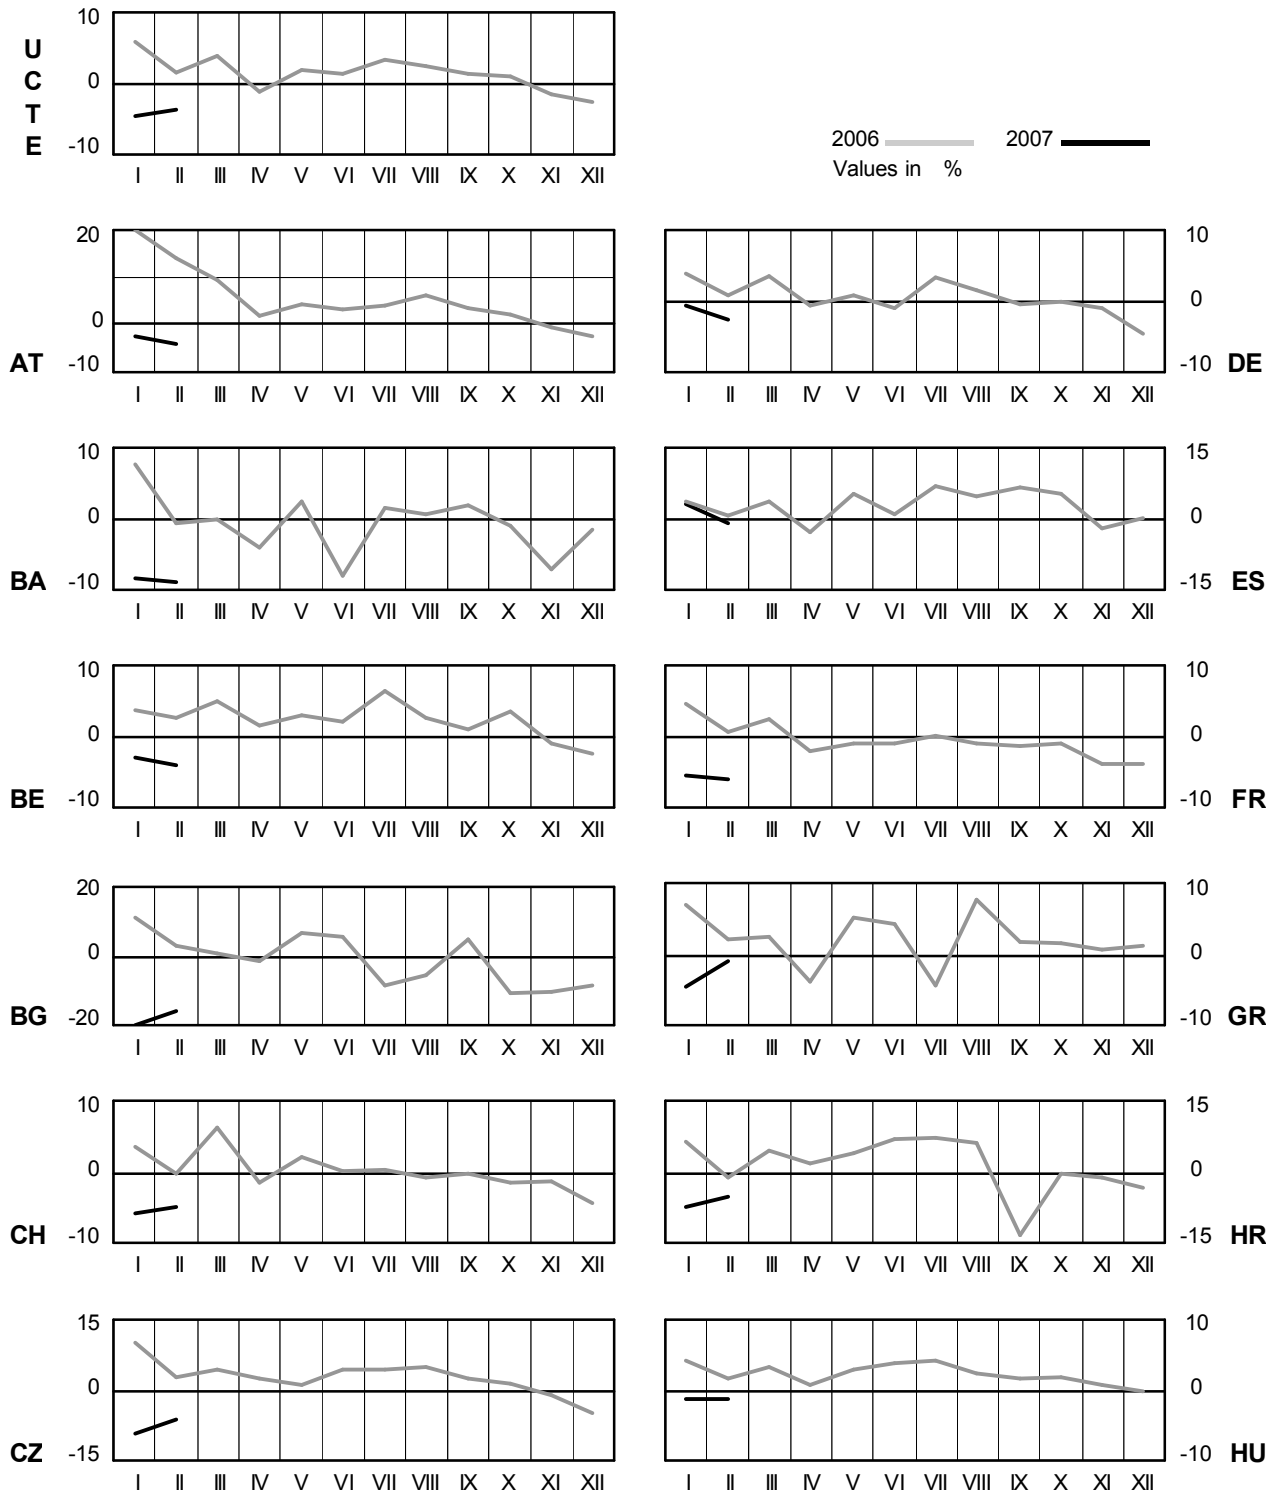 10
U
C
0
T
E -10
I II III IV V VI VII VIII IX X XI XII
2006 2007
Values in %
20
0
AT -10
I II III IV V VI VII VIII IX X XI XII
10
0
-10 DE
I II III IV V VI VII VIII IX X XI XII
10
0
BA -10
I II III IV V VI VII VIII IX X XI XII
15
0
-15 ES
I II III IV V VI VII VIII IX X XI XII
10
0
BE -10
I II III IV V VI VII VIII IX X XI XII
10
0
-10 FR
I II III IV V VI VII VIII IX X XI XII
20
0
BG -20
I II III IV V VI VII VIII IX X XI XII
10
0
-10 GR
I II III IV V VI VII VIII IX X XI XII
10
0
CH -10
I II III IV V VI VII VIII IX X XI XII
15
0
-15 HR
I II III IV V VI VII VIII IX X XI XII
15
0
CZ -15
I II III IV V VI VII VIII IX X XI XII
10
0
-10 HU
I II III IV V VI VII VIII IX X XI XII